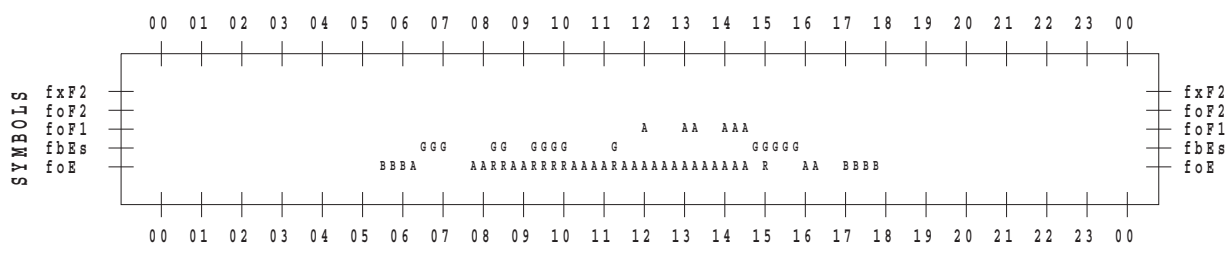 00 01 02 03 04 05 06 07 08 09 10 11 12 13 14 15 16 17 18 19 20 21 22 23 00
SYMBOLS
fxF2 fxF2
foF2 foF2
foF1 A AA AAA foF1
fbEs GGG GG GGGG G GGGGG fbEs
foE BBBA AARRAARRRRAAAARAAAAAAAAAAAAA R AA BBBB foE
00 01 02 03 04 05 06 07 08 09 10 11 12 13 14 15 16 17 18 19 20 21 22 23 00